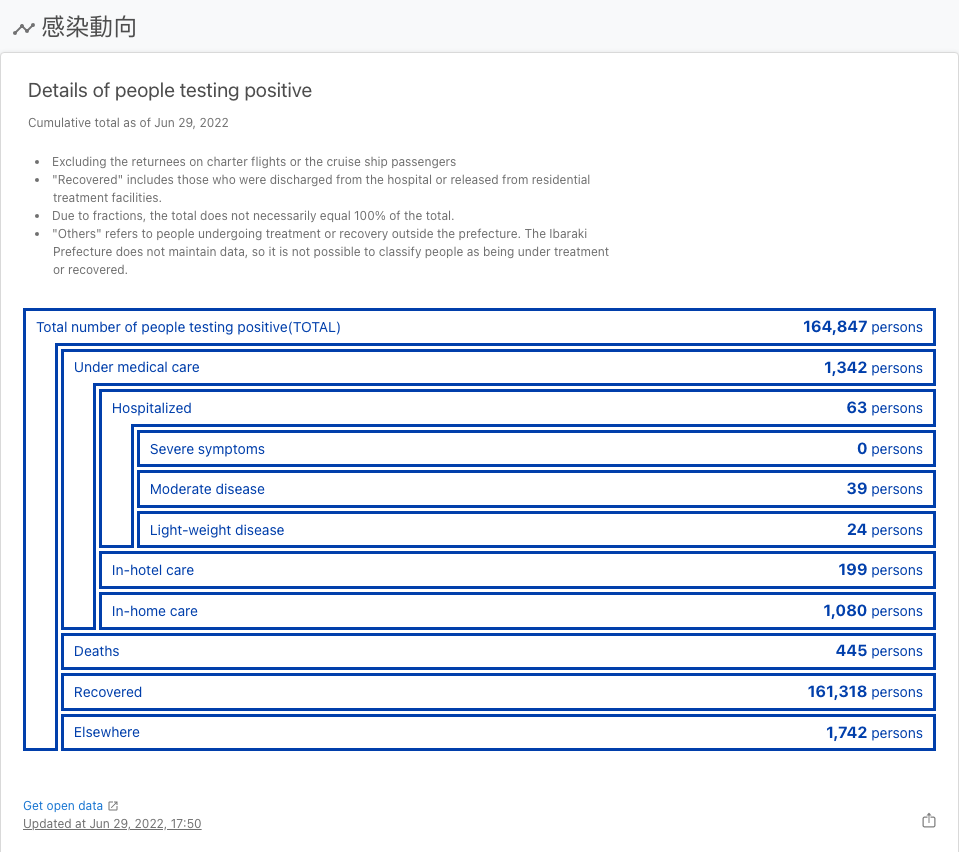 感染動向
Details of people testing positive
Cumulative total as of Jun 29, 2022
Excluding the returnees on charter flights or the cruise ship passengers
"Recovered" includes those who were discharged from the hospital or released from residential
treatment facilities.
Due to fractions, the total does not necessarily equal 100% of the total.
"Others" refers to people undergoing treatment or recovery outside the prefecture. The Ibaraki
Prefecture does not maintain data, so it is not possible to classify people as being under treatment
or recovered.
Total number of people testing positive(TOTAL) 164,847 persons
Under medical care 1,342 persons
Hospitalized 63 persons
Severe symptoms 0 persons
Moderate disease 39 persons
Light-weight disease 24 persons
In-hotel care 199 persons
In-home care 1,080 persons
Deaths 445 persons
Recovered 161,318 persons
Elsewhere 1,742 persons
Get open data
Updated at Jun 29, 2022, 17:50